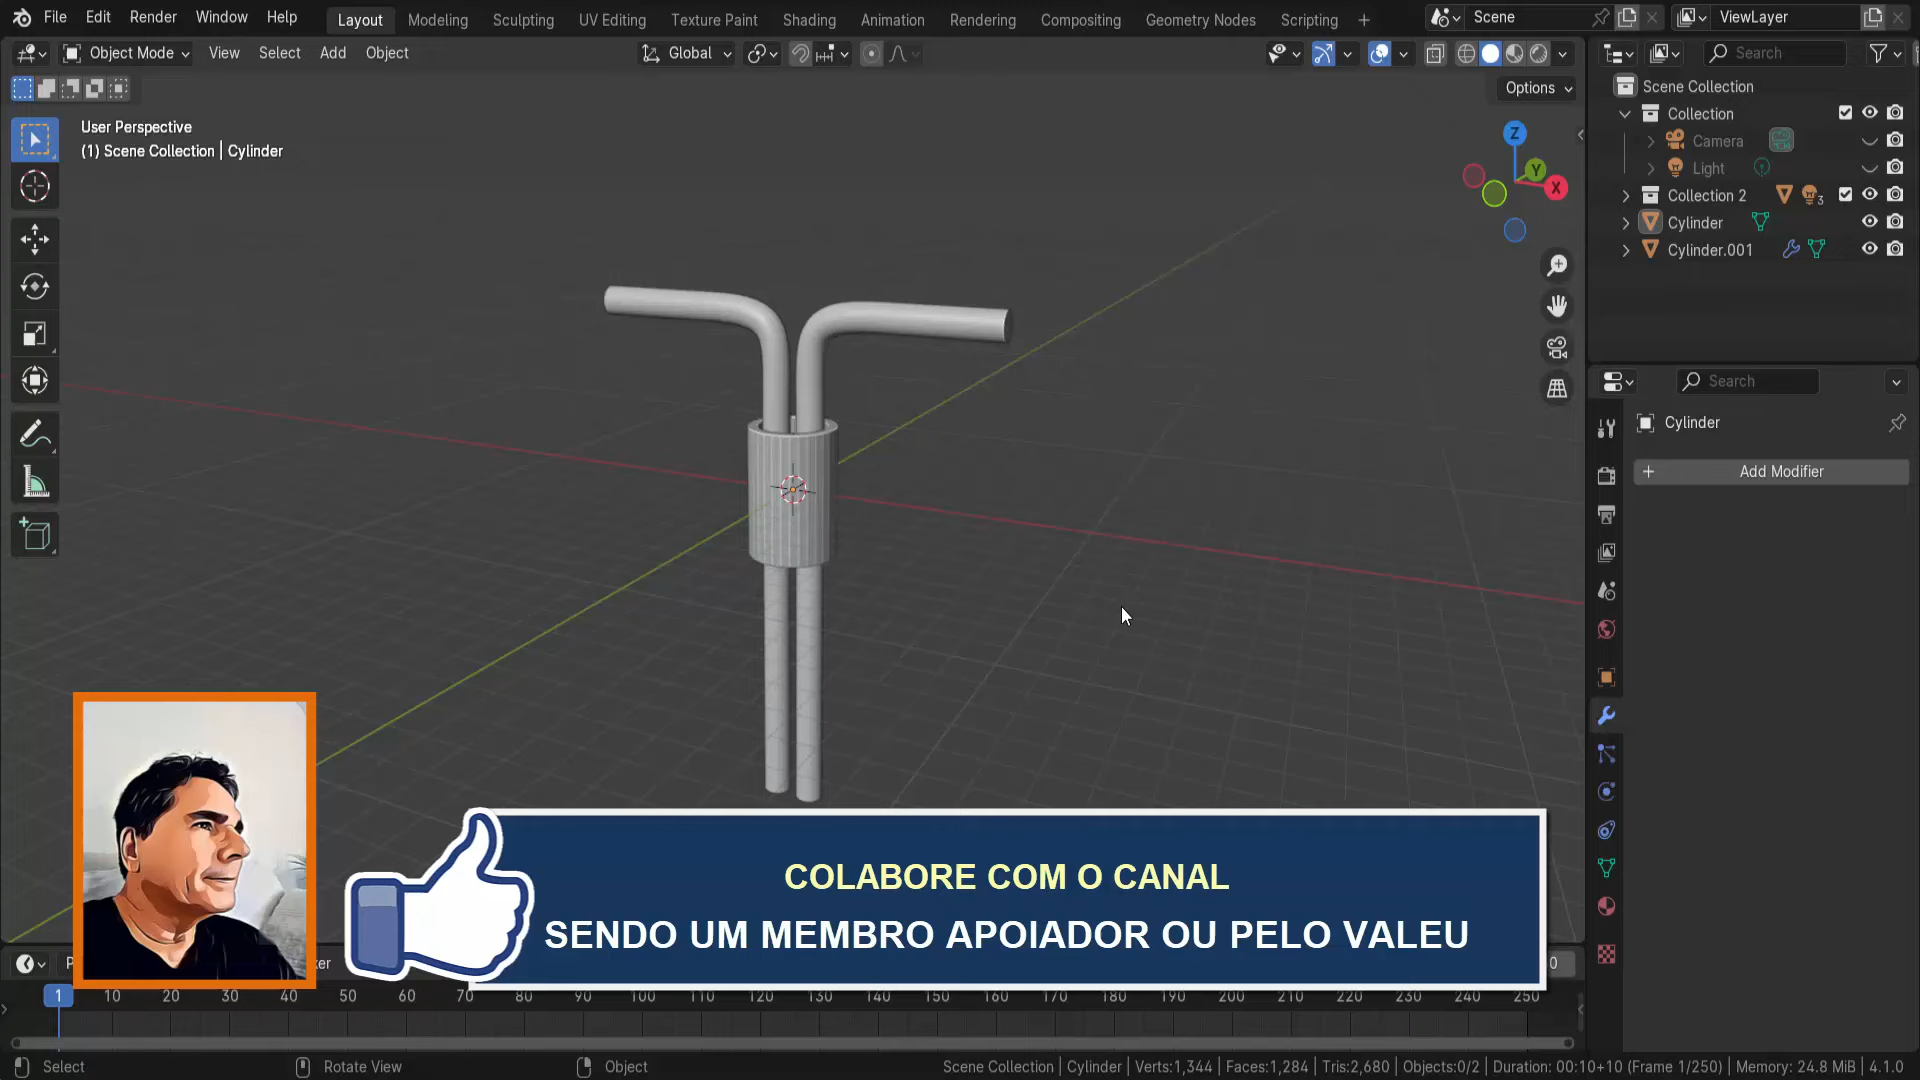 File Edit Render Window Help
Layout Modeling Sculpting UV Editing Texture Paint Shading Animation Rendering Compositing Geometry Nodes Scripting +
Scene
ViewLayer
Object Mode View Select Add Object
Global
Search
Options
User Perspective
(1) Scene Collection | Cylinder
Z
Y
X
Scene Collection
Collection
Camera
Light
Collection 2
3
Cylinder
Cylinder.001
Search
Cylinder
+ Add Modifier
COLABORE COM O CANAL
SENDO UM MEMBRO APOIADOR OU PELO VALEU
1 10 20 30 40 50 60 70 80 90 100 110 120 130 140 150 160 170 180 190 200 210 220 230 240 250
Select
Rotate View
Object
Scene Collection | Cylinder | Verts:1,344 | Faces:1,284 | Tris:2,680 | Objects:0/2 | Duration: 00:10+10 (Frame 1/250) | Memory: 24.8 MiB | 4.1.0